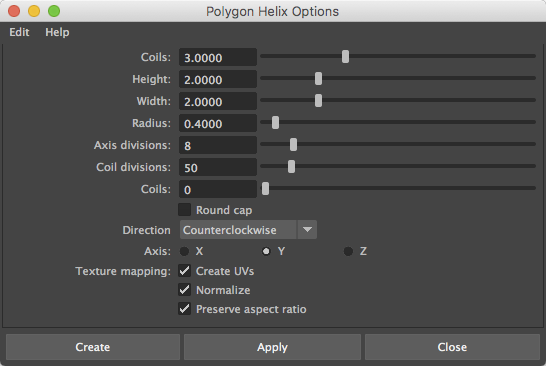 Polygon Helix Options
Edit Help
Coils: 3.0000
Height: 2.0000
Width: 2.0000
Radius: 0.4000
Axis divisions: 8
Coil divisions: 50
Coils: 0
Round cap
Direction Counterclockwise
Axis: X Y Z
Texture mapping: Create UVs
Normalize
Preserve aspect ratio
Create Apply Close